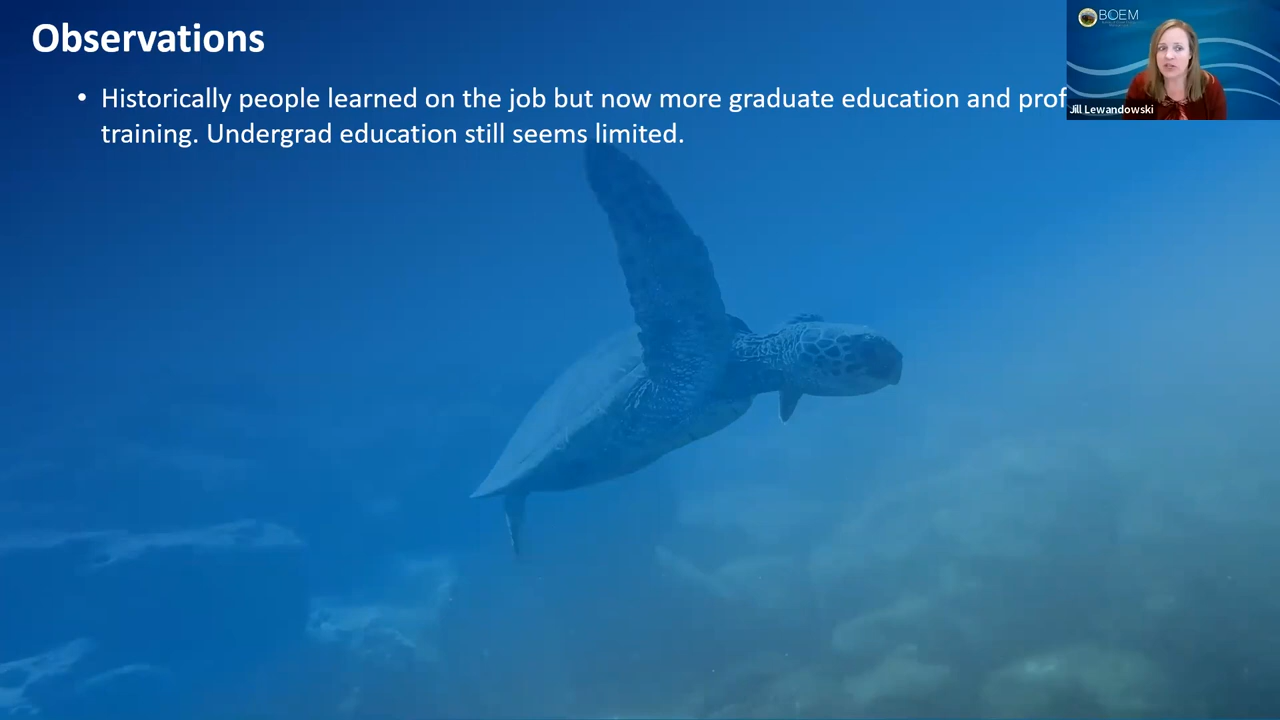 Observations
• Historically people learned on the job but now more graduate education and prof
training. Undergrad education still seems limited.
BOEM
Jill Lewandowski